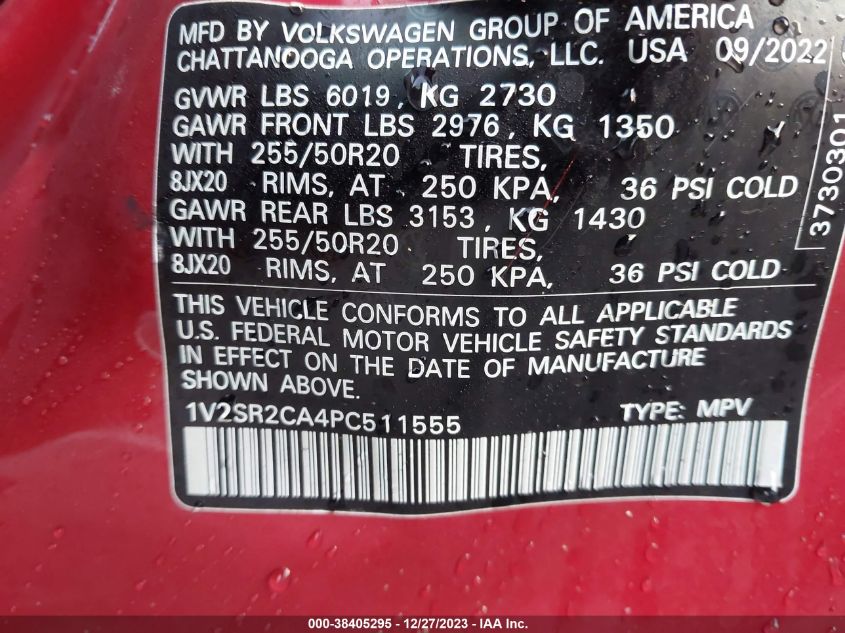 MFD BY VOLKSWAGEN GROUP OF AMERICA
CHATTANOOGA OPERATIONS, LLC. USA 09/2022
GVWR LBS 6019, KG 2730
GAWR FRONT LBS 2976, KG 1350
WITH 255/50R20 TIRES,
8JX20 RIMS, AT 250 KPA, 36 PSI COLD
GAWR REAR LBS 3153, KG 1430
WITH 255/50R20 TIRES,
8JX20 RIMS, AT 250 KPA, 36 PSI COLD
3730301
THIS VEHICLE CONFORMS TO ALL APPLICABLE
U.S. FEDERAL MOTOR VEHICLE SAFETY STANDARDS
IN EFFECT ON THE DATE OF MANUFACTURE
SHOWN ABOVE.
1V2SR2CA4PC511555 TYPE: MPV
000-38405295 - 12/27/2023 - IAA Inc.